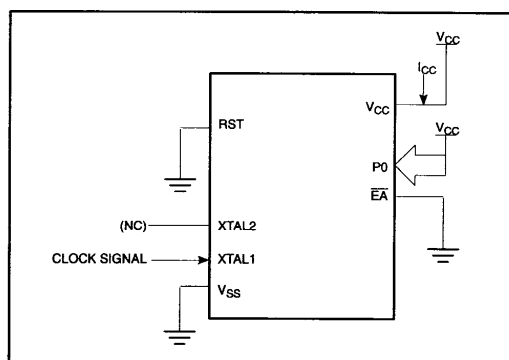 VCC
ICC
VCC
RST
VCC
P0
EA
(NC)
XTAL2
CLOCK SIGNAL
XTAL1
VSS